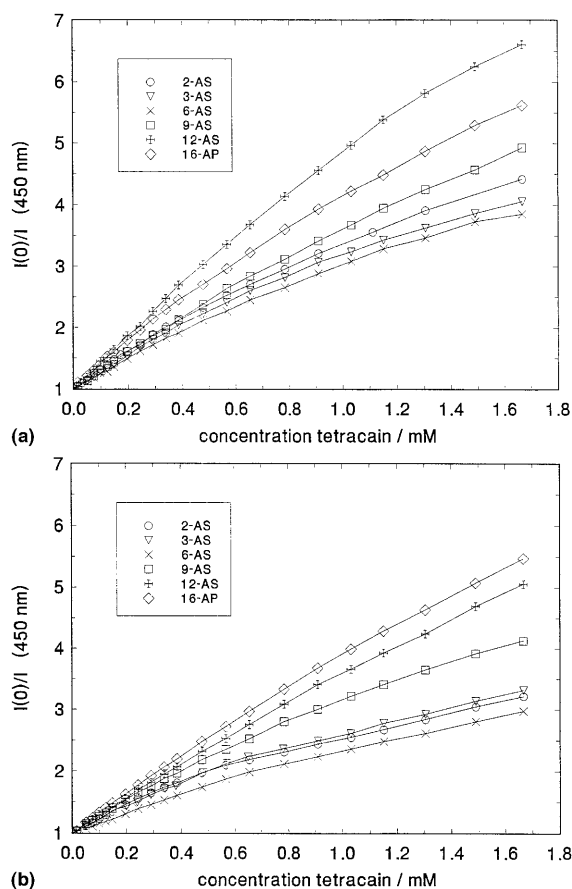 7
6
5
4
3
2
1
I(0)/I (450 nm)
2-AS
3-AS
6-AS
9-AS
12-AS
16-AP
0.0 0.2 0.4 0.6 0.8 1.0 1.2 1.4 1.6 1.8
(a) concentration tetracain / mM
7
6
5
4
3
2
1
I(0)/I (450 nm)
2-AS
3-AS
6-AS
9-AS
12-AS
16-AP
0.0 0.2 0.4 0.6 0.8 1.0 1.2 1.4 1.6 1.8
(b) concentration tetracain / mM